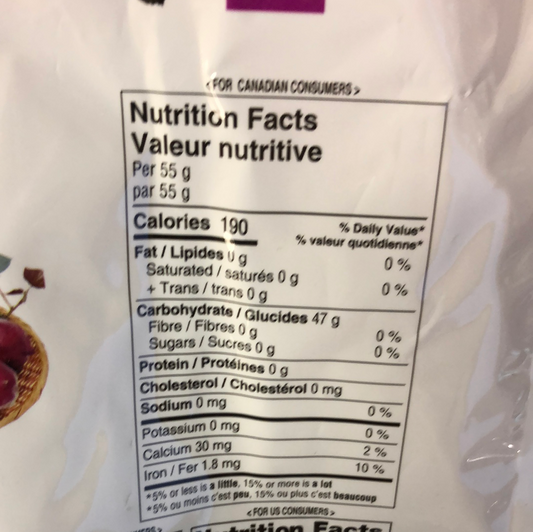 <FOR CANADIAN CONSUMERS>
Nutrition Facts
Valeur nutritive
Per 55 g
par 55 g
Calories 190
% Daily Value*
% valeur quotidienne*
Fat / Lipides 0 g 0 %
Saturated / saturés 0 g
+ Trans / trans 0 g 0 %
Carbohydrate / Glucides 47 g
Fibre / Fibres 0 g 0 %
Sugars / Sucres 0 g 0 %
Protein / Protéines 0 g
Cholesterol / Cholestérol 0 mg
Sodium 0 mg 0 %
Potassium 0 mg 0 %
Calcium 30 mg 2 %
Iron / Fer 1.8 mg 10 %
*5% or less is a little, 15% or more is a lot
*5% ou moins c'est peu, 15% ou plus c'est beaucoup
<FOR US CONSUMERS>
Nutrition Facts